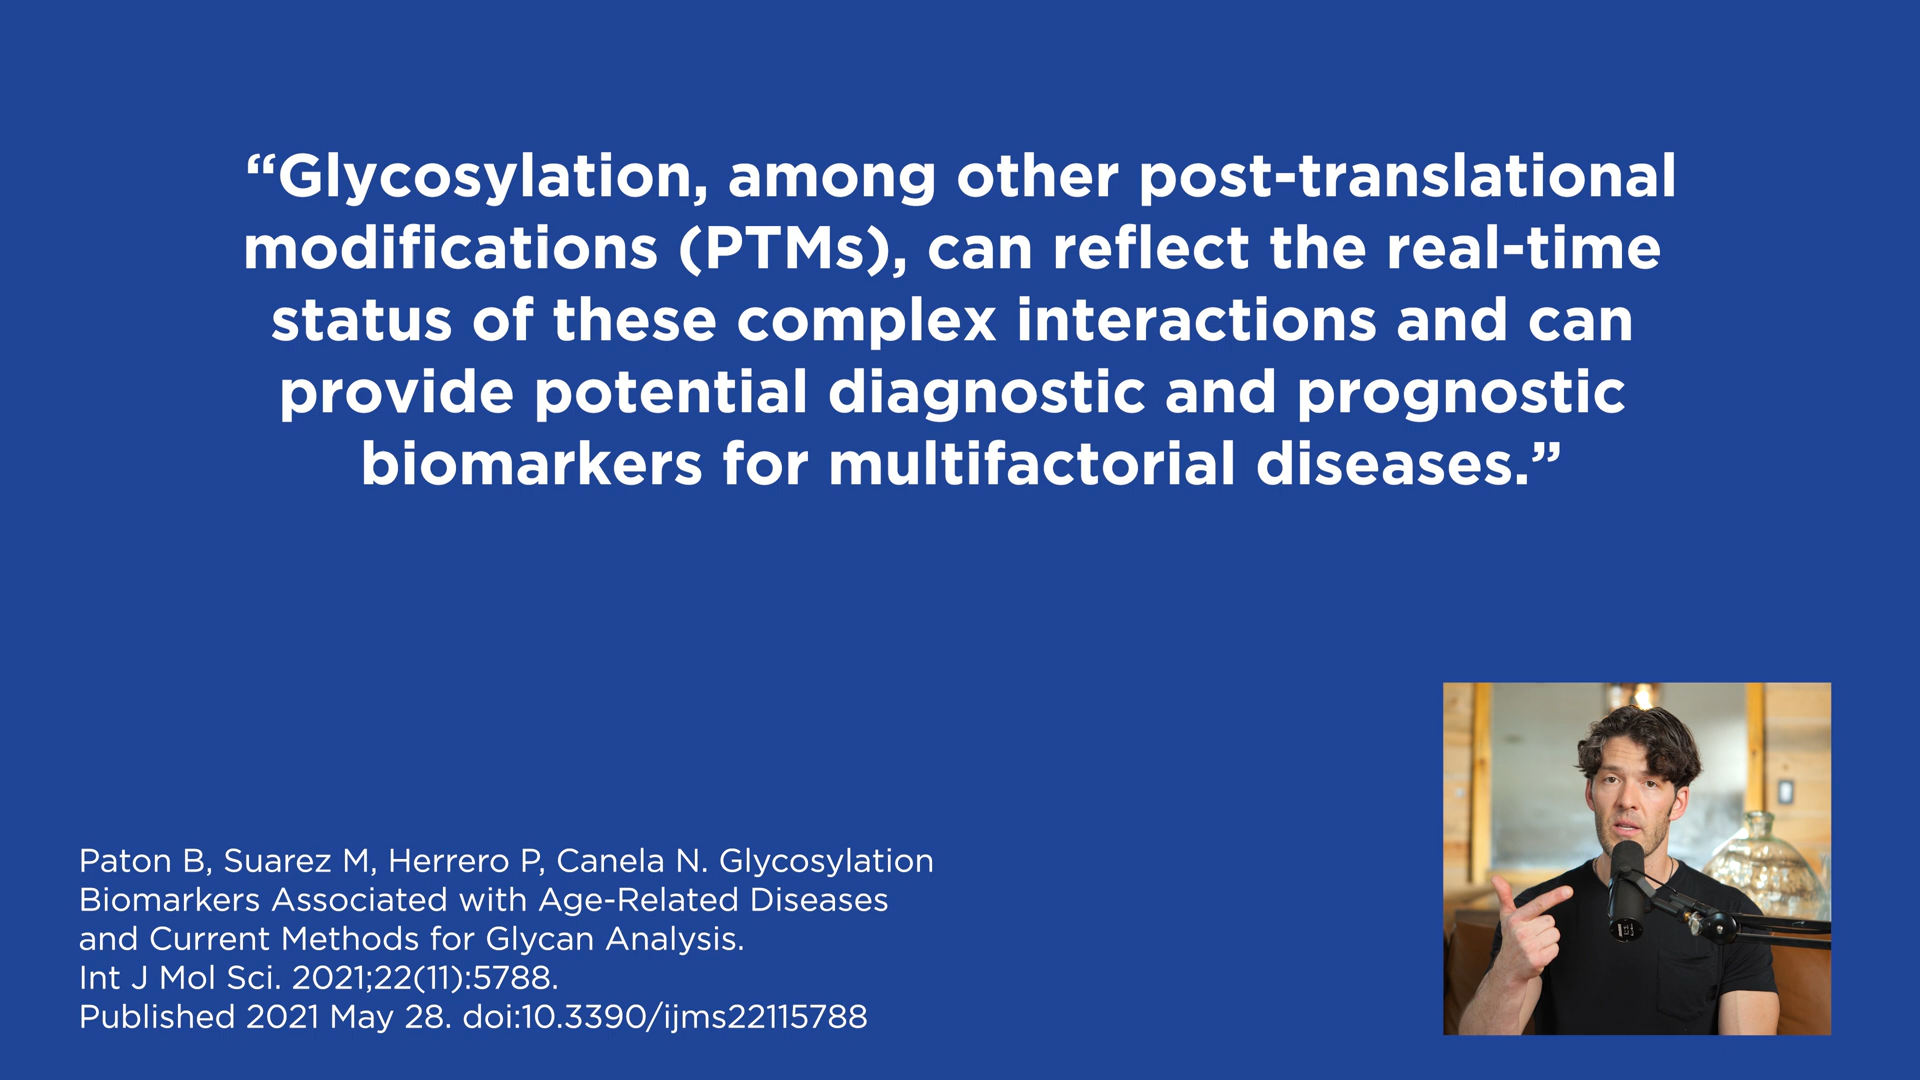 “Glycosylation, among other post-translational
modifications (PTMs), can reflect the real-time
status of these complex interactions and can
provide potential diagnostic and prognostic
biomarkers for multifactorial diseases.”
Paton B, Suarez M, Herrero P, Canela N. Glycosylation
Biomarkers Associated with Age-Related Diseases
and Current Methods for Glycan Analysis.
Int J Mol Sci. 2021;22(11):5788.
Published 2021 May 28. doi:10.3390/ijms22115788